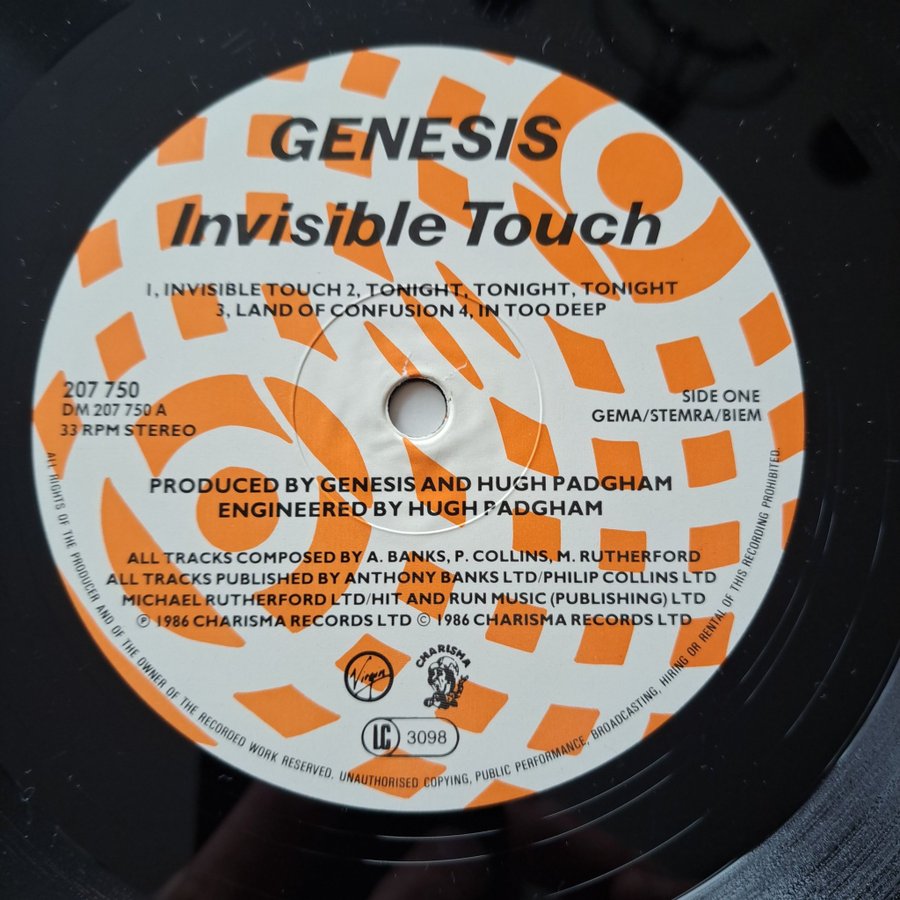 GENESIS
Invisible Touch
1, INVISIBLE TOUCH 2, TONIGHT, TONIGHT, TONIGHT
3, LAND OF CONFUSION 4, IN TOO DEEP
207 750
DM 207 750 A
33 RPM STEREO
SIDE ONE
GEMA/STEMRA/BIEM
PRODUCED BY GENESIS AND HUGH PADGHAM
ENGINEERED BY HUGH PADGHAM
ALL TRACKS COMPOSED BY A. BANKS, P. COLLINS, M. RUTHERFORD
ALL TRACKS PUBLISHED BY ANTHONY BANKS LTD/PHILIP COLLINS LTD
MICHAEL RUTHERFORD LTD/HIT AND RUN MUSIC (PUBLISHING) LTD
℗ 1986 CHARISMA RECORDS LTD © 1986 CHARISMA RECORDS LTD
Virgin
CHARISMA
LC 3098
ALL RIGHTS OF THE PRODUCER AND OF THE OWNER OF THE RECORDED WORK RESERVED. UNAUTHORISED COPYING, PUBLIC PERFORMANCE, BROADCASTING, HIRING OR RENTAL OF THIS RECORDING PROHIBITED